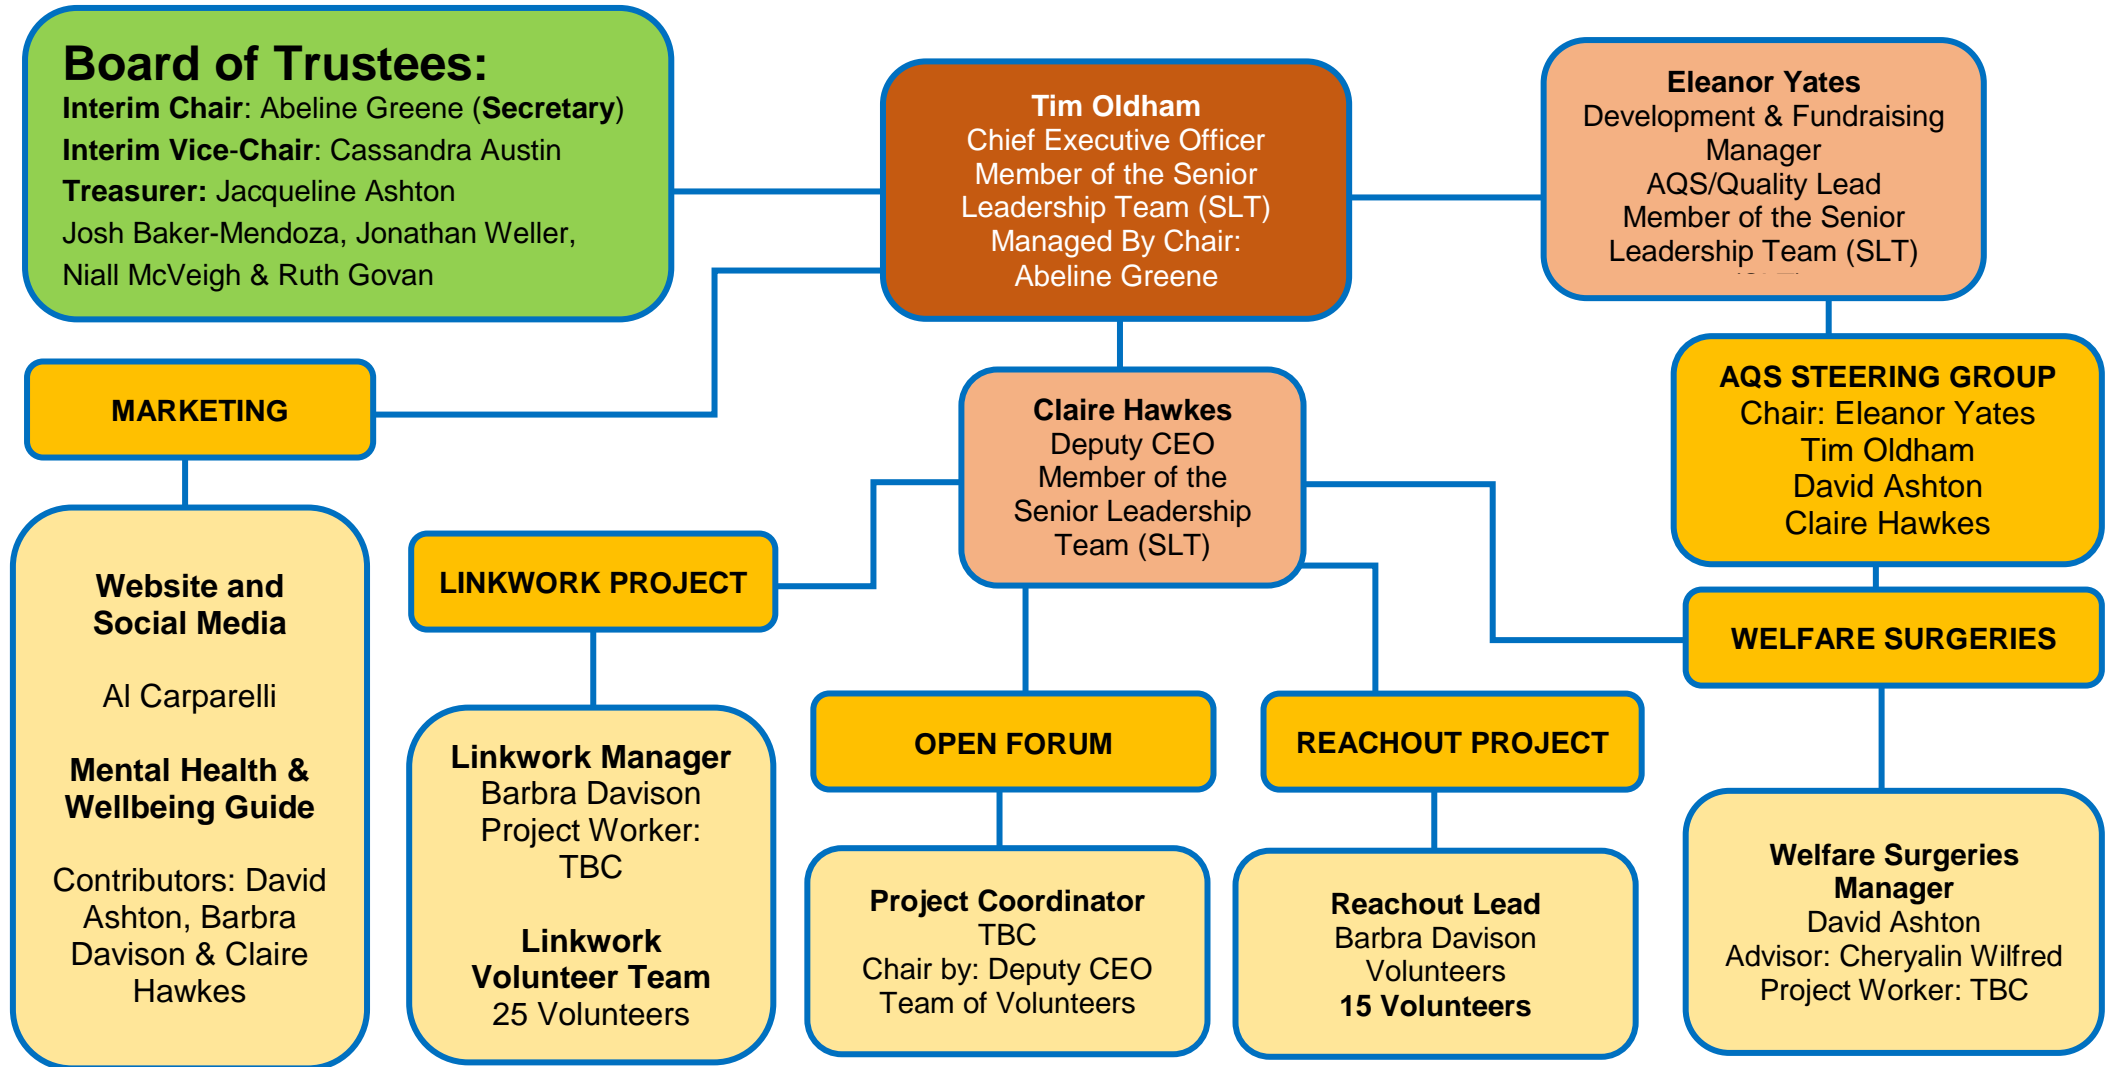 Board of Trustees:
Interim Chair: Abeline Greene (Secretary)
Interim Vice-Chair: Cassandra Austin
Treasurer: Jacqueline Ashton
Josh Baker-Mendoza, Jonathan Weller,
Niall McVeigh & Ruth Govan
Tim Oldham
Chief Executive Officer
Member of the Senior
Leadership Team (SLT)
Managed By Chair:
Abeline Greene
Eleanor Yates
Development & Fundraising
Manager
AQS/Quality Lead
Member of the Senior
Leadership Team (SLT)
MARKETING
Claire Hawkes
Deputy CEO
Member of the
Senior Leadership
Team (SLT)
AQS STEERING GROUP
Chair: Eleanor Yates
Tim Oldham
David Ashton
Claire Hawkes
Website and
Social Media
Al Carparelli
Mental Health &
Wellbeing Guide
Contributors: David
Ashton, Barbra
Davison & Claire
Hawkes
LINKWORK PROJECT
WELFARE SURGERIES
Linkwork Manager
Barbra Davison
Project Worker:
TBC
Linkwork
Volunteer Team
25 Volunteers
OPEN FORUM
REACHOUT PROJECT
Project Coordinator
TBC
Chair by: Deputy CEO
Team of Volunteers
Reachout Lead
Barbra Davison
Volunteers
15 Volunteers
Welfare Surgeries
Manager
David Ashton
Advisor: Cheryalin Wilfred
Project Worker: TBC